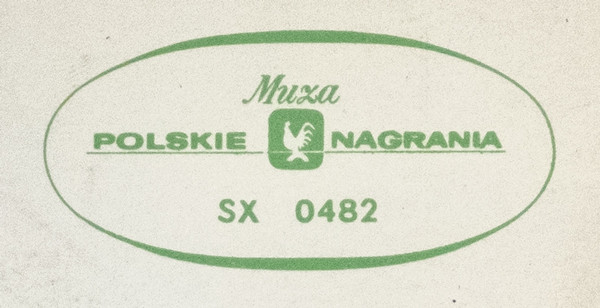 Muza
POLSKIE NAGRANIA
SX 0482